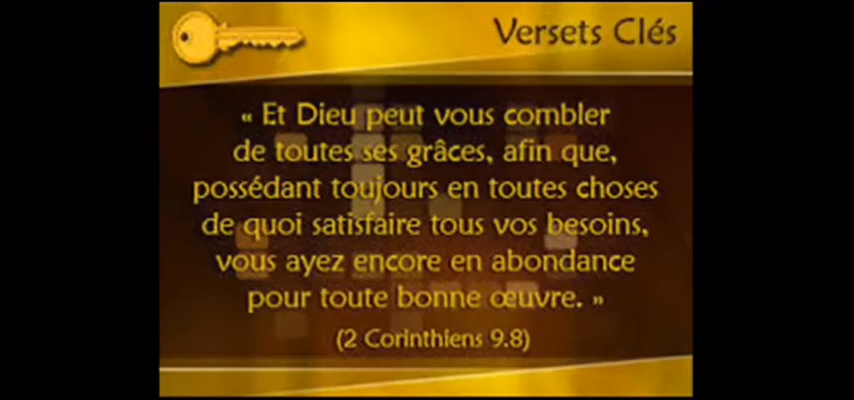 Versets Clés
« Et Dieu peut vous combler
de toutes ses grâces, afin que,
possédant toujours en toutes choses
de quoi satisfaire tous vos besoins,
vous ayez encore en abondance
pour toute bonne œuvre. »
(2 Corinthiens 9.8)